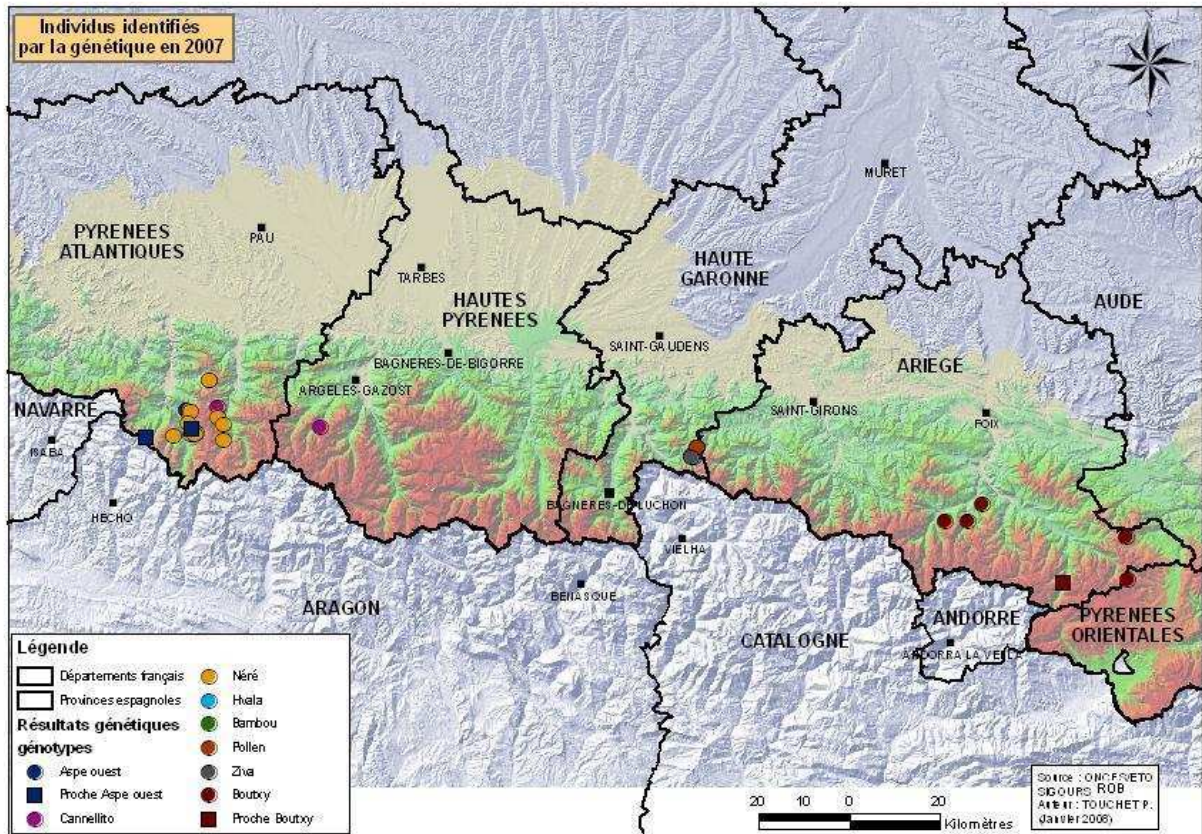 Individus identifiés
par la génétique en 2007
PYRENEES
ATLANTIQUES
PAU
TARBES
HAUTES
PYRENEES
HAUTE
GARONNE
MURET
AUDE
SAINT-GAUDENS
BAGNERES-DE-BIGORRE
ARGELES-GAZOST
ARIEGE
SAINT-GIRONS
FOIX
NAVARRE
ISABA
HECHO
BAGNERES-DE-LUCHON
VIELHA
BENASQUE
ARAGON
CATALOGNE
ANDORRE
ANDORRA LA VELLA
PYRENEES
ORIENTALES
Légende
Départements français
Provinces espagnoles
Résultats génétiques
génotypes
Aspe ouest
Proche Aspe ouest
Cannellito
Néré
Hvala
Bambou
Pollen
Ziva
Boutxy
Proche Boutxy
20 10 0 20
Kilomètres
Source : ONCFS/ETO
SIGOURS ROB
Auteur : TOUCHET P.
(Janvier 2008)